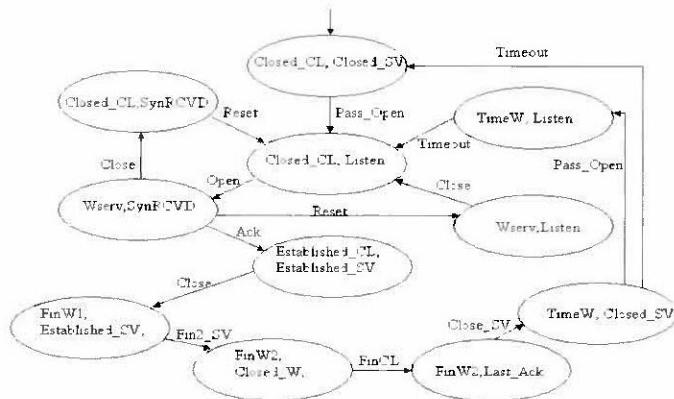 Timeout
Closed_CL, Closed_SV
Closed_CL,SynRCVD
Reset
Pass_Open
TimeW, Listen
Closed_CL, Listen
Timeout
Pass_Open
Close
Open
Close
Wserv,SynRCVD
Reset
Wserv,Listen
Ack
Established_CL,
Established_SV
Close
FinW1,
Established_SV,
TimeW, Closed_SV
Fin2_SV
Close_SV
FinW2,
Closed_W,
FinCL
FinW2,Last_Ack